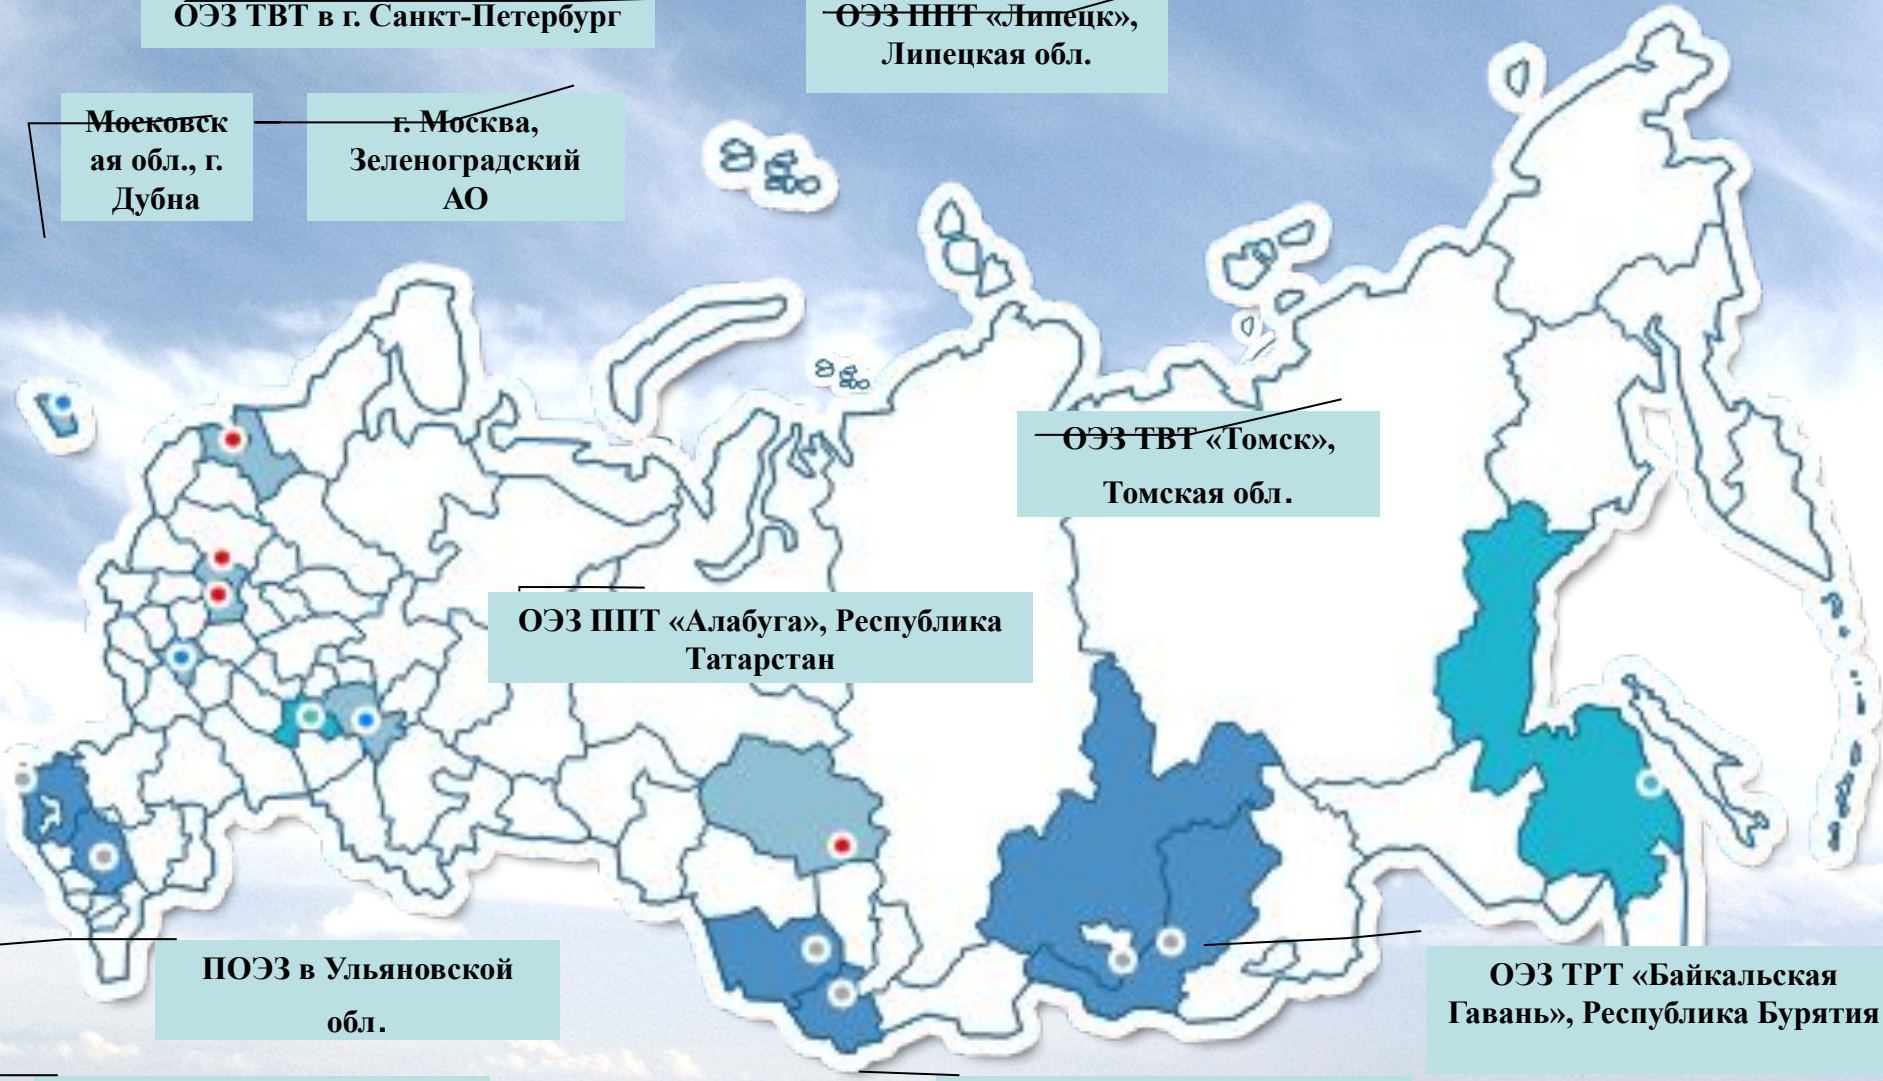 ОЭЗ ТВТ в г. Санкт-Петербург
ОЭЗ ППТ «Липецк»,
Липецкая обл.
Московск
ая обл., г.
Дубна
г. Москва,
Зеленоградский
АО
ОЭЗ ТВТ «Томск»,
Томская обл.
ОЭЗ ППТ «Алабуга», Республика
Татарстан
ПОЭЗ в Ульяновской
обл.
ОЭЗ ТРТ «Байкальская
Гавань», Республика Бурятия